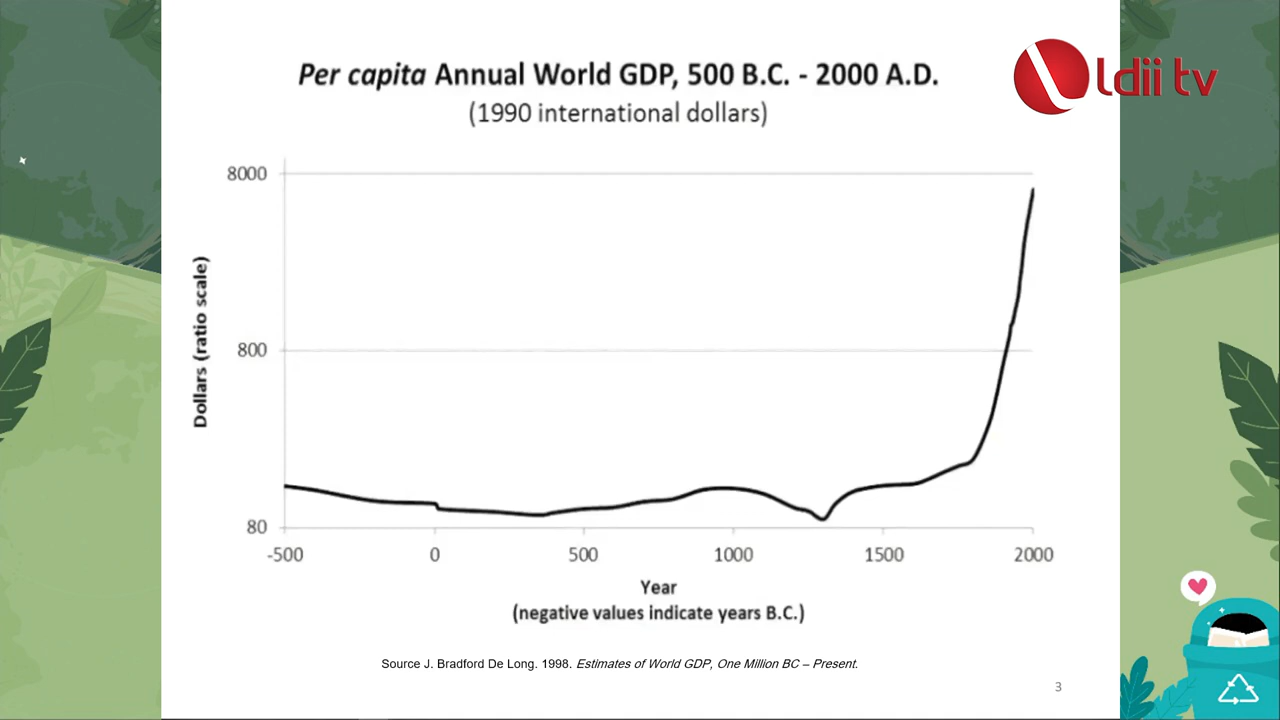 Per capita Annual World GDP, 500 B.C. - 2000 A.D.
(1990 international dollars)
ldii tv
8000
800
80
Dollars (ratio scale)
-500 0 500 1000 1500 2000
Year
(negative values indicate years B.C.)
Source J. Bradford De Long. 1998. Estimates of World GDP, One Million BC – Present.
3